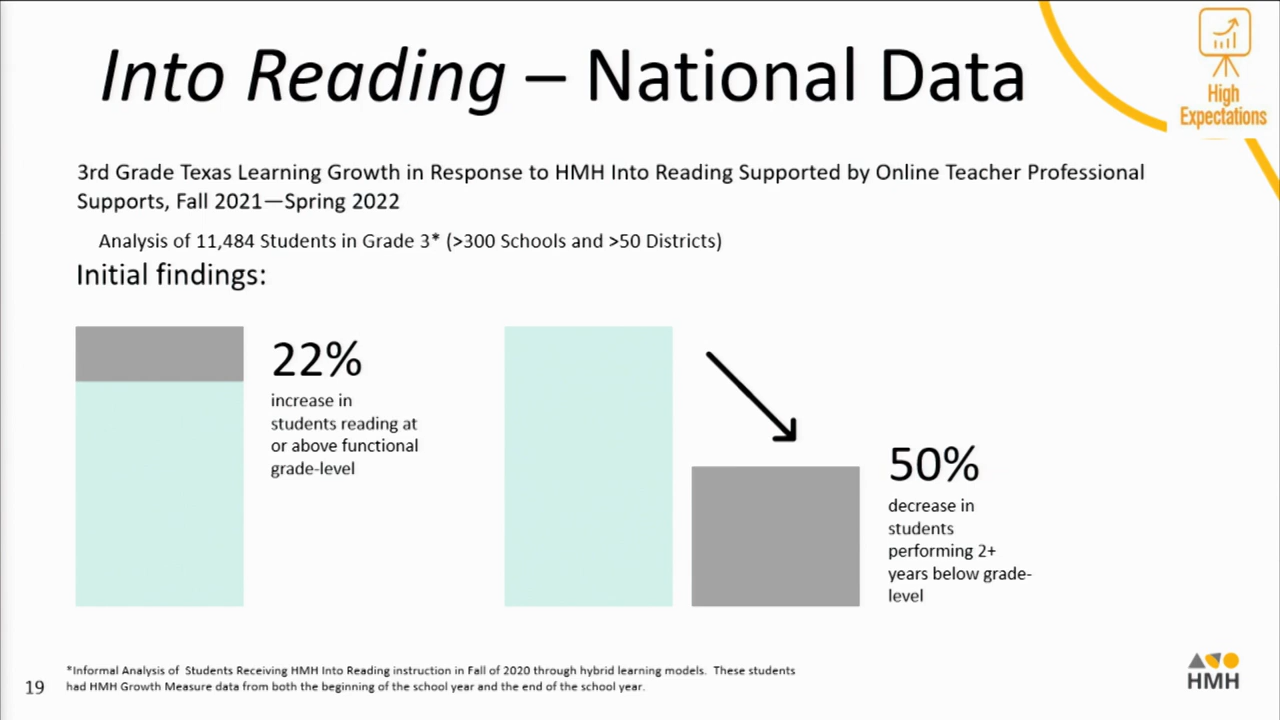 Into Reading – National Data
High
Expectations
3rd Grade Texas Learning Growth in Response to HMH Into Reading Supported by Online Teacher Professional
Supports, Fall 2021—Spring 2022
Analysis of 11,484 Students in Grade 3* (>300 Schools and >50 Districts)
Initial findings:
22%
increase in
students reading at
or above functional
grade-level
50%
decrease in
students
performing 2+
years below grade-
level
*Informal Analysis of  Students Receiving HMH Into Reading instruction in Fall of 2020 through hybrid learning models.  These students
had HMH Growth Measure data from both the beginning of the school year and the end of the school year.
19
HMH